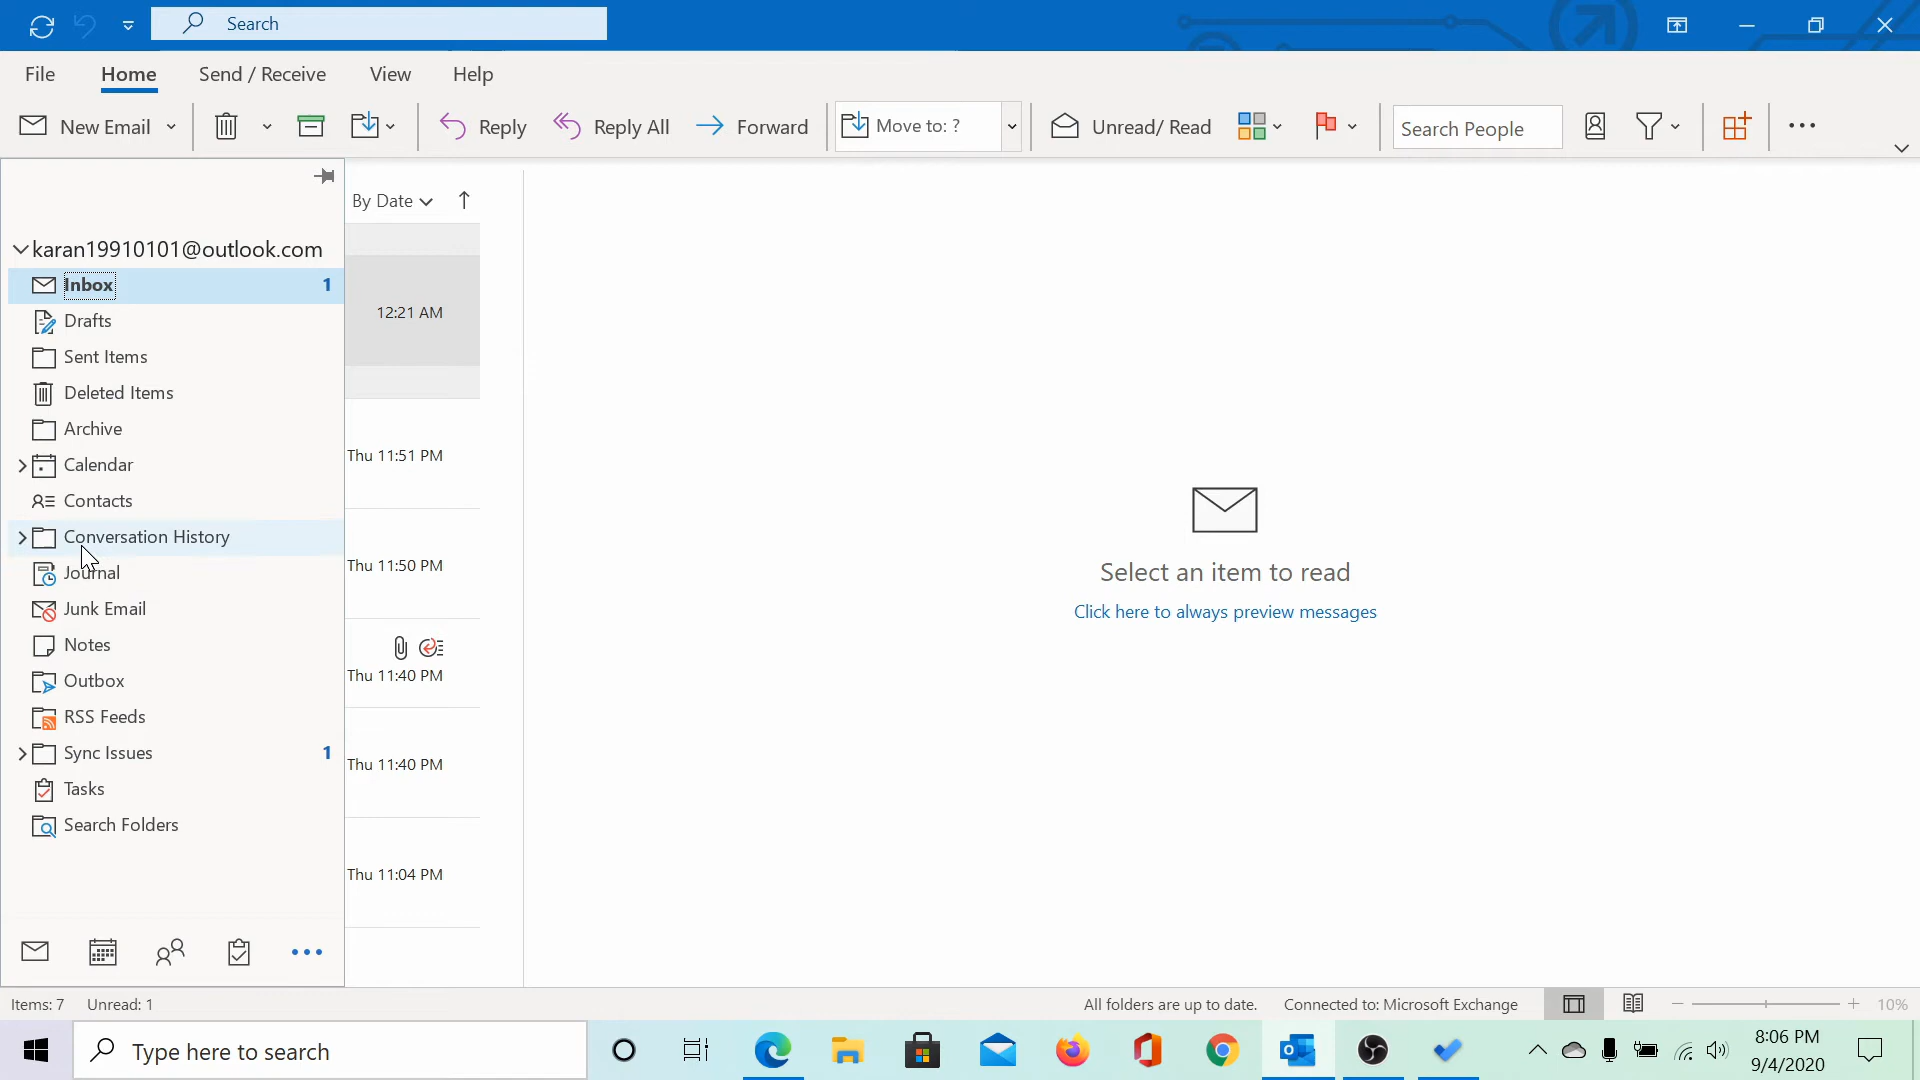 Search
File Home Send / Receive View Help
New Email Reply Reply All Forward Move to: ? Unread/ Read Search People
By Date
karan19910101@outlook.com
Inbox 1
12:21 AM
Drafts
Sent Items
Deleted Items
Archive
Thu 11:51 PM
Calendar
Contacts
Conversation History
Thu 11:50 PM
Journal
Select an item to read
Junk Email
Click here to always preview messages
Notes
Outbox
Thu 11:40 PM
RSS Feeds
Sync Issues 1
Thu 11:40 PM
Tasks
Search Folders
Thu 11:04 PM
Items: 7 Unread: 1 All folders are up to date. Connected to: Microsoft Exchange 10%
Type here to search
8:06 PM
9/4/2020